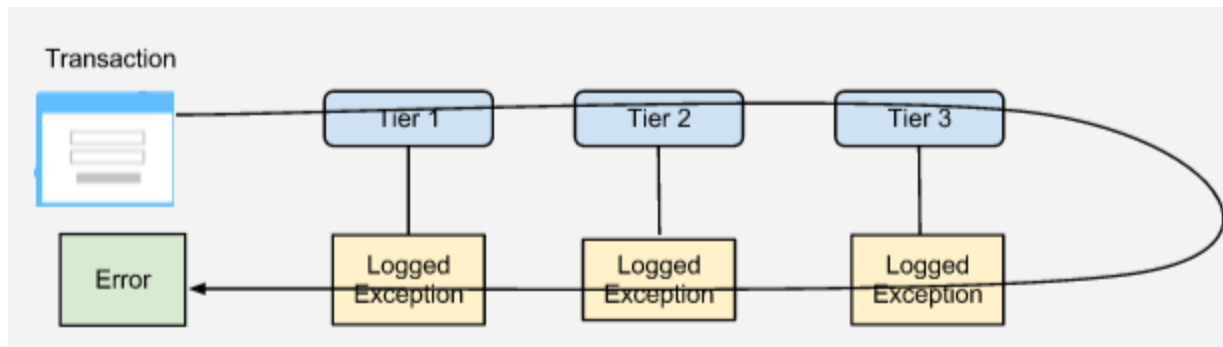 Transaction
Tier 1
Tier 2
Tier 3
Error
Logged
Exception
Logged
Exception
Logged
Exception